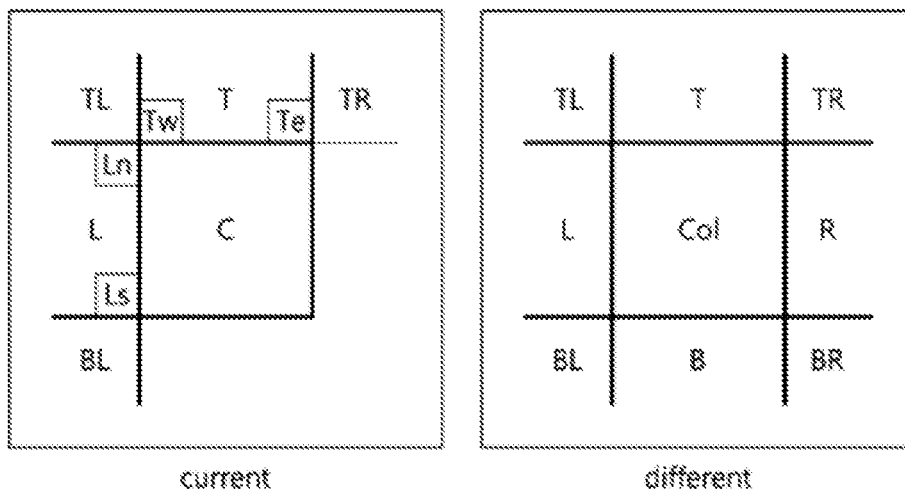 TL T TR TL T TR
Tw Te
Ln
L C L Col R
Ls
BL BL B BR
current different